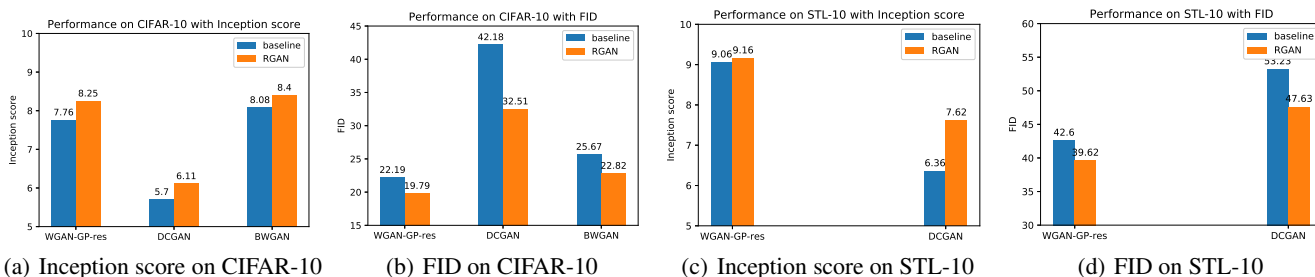 Performance on CIFAR-10 with Inception score
baseline
RGAN
Inception score
10
9
8
7
6
5
7.76
8.25
5.7
6.11
8.08
8.4
WGAN-GP-res
DCGAN
BWGAN
(a) Inception score on CIFAR-10
Performance on CIFAR-10 with FID
baseline
RGAN
FID
45
40
35
30
25
20
15
22.19
19.79
42.18
32.51
25.67
22.82
WGAN-GP-res
DCGAN
BWGAN
(b) FID on CIFAR-10
Performance on STL-10 with Inception score
baseline
RGAN
Inception score
10
9
8
7
6
5
9.06
9.16
6.36
7.62
WGAN-GP-res
DCGAN
(c) Inception score on STL-10
Performance on STL-10 with FID
baseline
RGAN
FID
60
55
50
45
40
35
30
42.6
39.62
53.23
47.63
WGAN-GP-res
DCGAN
(d) FID on STL-10